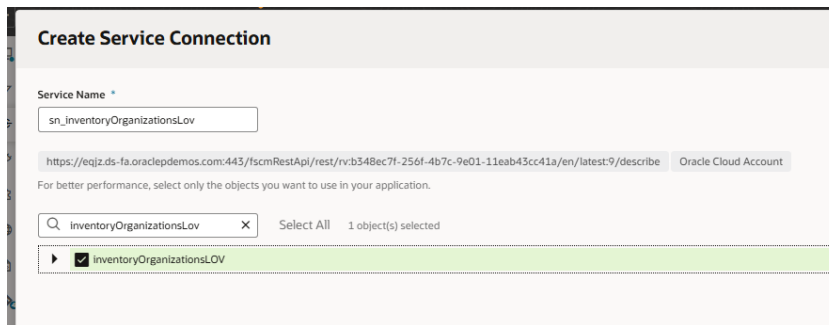 Create Service Connection
Service Name *
sn_inventoryOrganizationsLov
https://eqjz.ds-fa.oraclepdemos.com:443/fscmRestApi/rest/rv:b348ec7f-256f-4b7c-9e01-11eab43cc41a/en/latest:9/describe Oracle Cloud Account
For better performance, select only the objects you want to use in your application.
inventoryOrganizationsLov Select All 1 object(s) selected
inventoryOrganizationsLOV